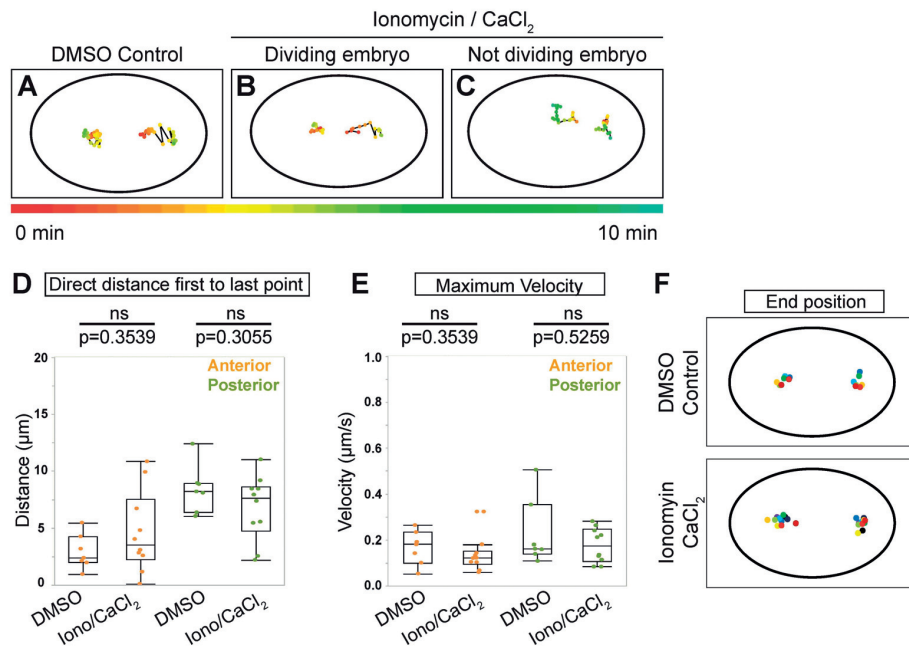 Ionomycin / CaCl₂
DMSO Control
Dividing embryo
Not dividing embryo
A
B
C
0 min
10 min
D
Direct distance first to last point
ns
ns
p=0.3539
p=0.3055
Anterior
Posterior
Distance (µm)
20
15
10
5
0
DMSO
Iono/CaCl₂
DMSO
Iono/CaCl₂
E
Maximum Velocity
ns
ns
p=0.3539
p=0.5259
Anterior
Posterior
Velocity (µm/s)
1.0
0.8
0.6
0.4
0.2
0.0
DMSO
Iono/CaCl₂
DMSO
Iono/CaCl₂
F
End position
DMSO
Control
Ionomyin
CaCl₂